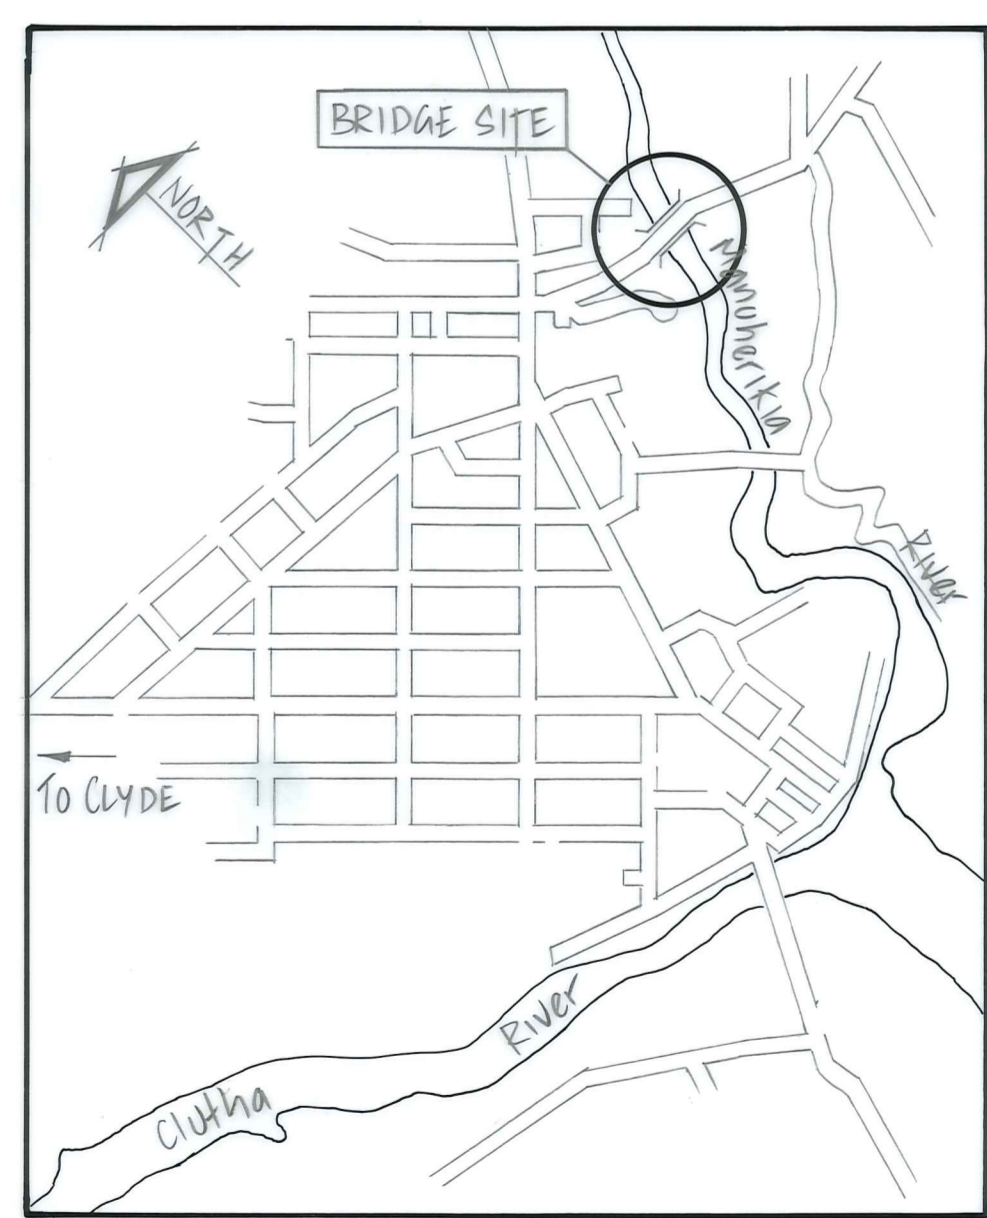 BRIDGE SITE
NORTH
Manuherikia
River
TO CLYDE
River
Clutha